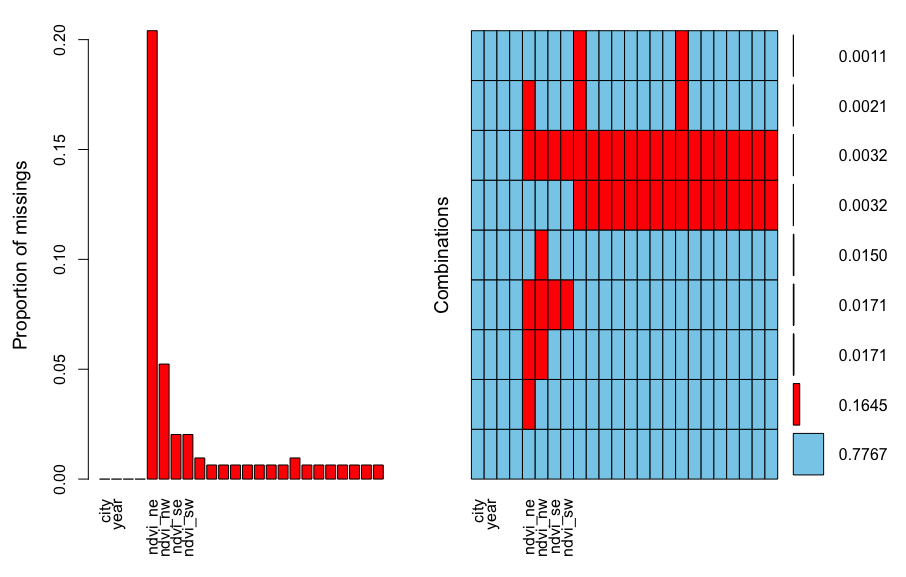 Proportion of missings
0.00
0.05
0.10
0.15
0.20
city
year
ndvi_ne
ndvi_nw
ndvi_se
ndvi_sw
Combinations
city
year
ndvi_ne
ndvi_nw
ndvi_se
ndvi_sw
0.0011
0.0021
0.0032
0.0032
0.0150
0.0171
0.0171
0.1645
0.7767